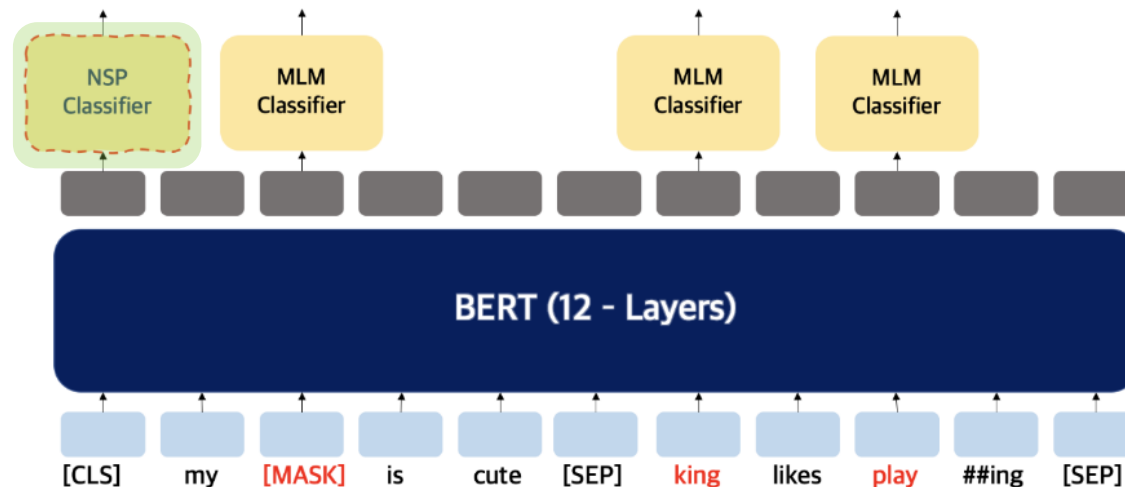 NSP
Classifier
MLM
Classifier
MLM
Classifier
MLM
Classifier
BERT (12 - Layers)
[CLS] my [MASK] is cute [SEP] king likes play ##ing [SEP]